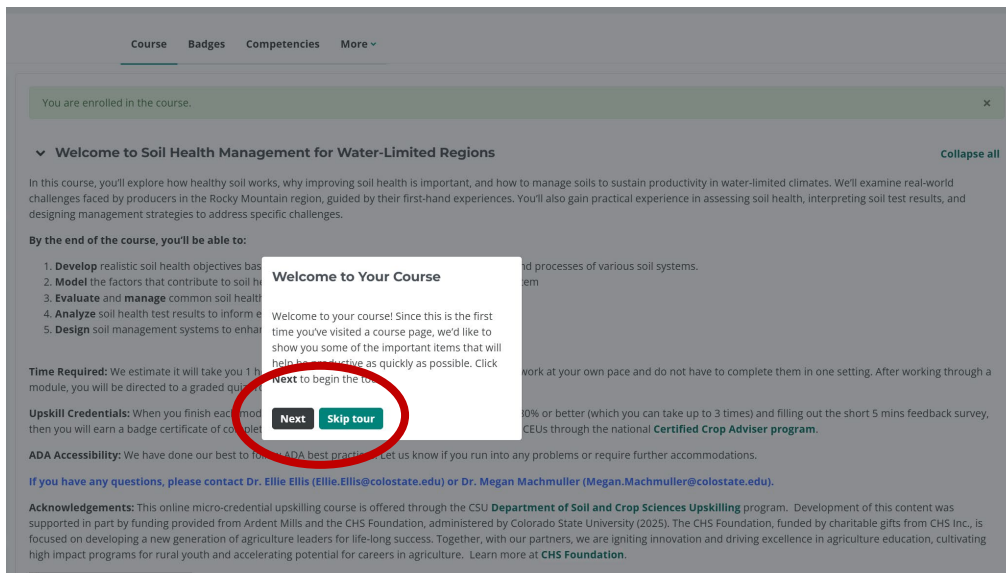 Course Badges Competencies More
You are enrolled in the course. ×
Welcome to Soil Health Management for Water-Limited Regions Collapse all
In this course, you'll explore how healthy soil works, why improving soil health is important, and how to manage soils to sustain productivity in water-limited climates. We'll examine real-world
challenges faced by producers in the Rocky Mountain region, guided by their first-hand experiences. You'll also gain practical experience in assessing soil health, interpreting soil test results, and
designing management strategies to address specific challenges.
By the end of the course, you'll be able to:
1. Develop realistic soil health objectives bas nd processes of various soil systems.
2. Model the factors that contribute to soil he tem
3. Evaluate and manage common soil health
4. Analyze soil health test results to inform e
5. Design soil management systems to enhan
Welcome to Your Course
Welcome to your course! Since this is the first
time you've visited a course page, we'd like to
show you some of the important items that will
help be productive as quickly as possible. Click
Next to begin the tou
Next Skip tour
Time Required: We estimate it will take you 1 h work at your own pace and do not have to complete them in one setting. After working through a
module, you will be directed to a graded quiz
Upskill Credentials: When you finish each mod 80% or better (which you can take up to 3 times) and filling out the short 5 mins feedback survey,
then you will earn a badge certificate of complet CEUs through the national Certified Crop Adviser program.
ADA Accessibility: We have done our best to follow ADA best practices. Let us know if you run into any problems or require further accommodations.
If you have any questions, please contact Dr. Ellie Ellis (Ellie.Ellis@colostate.edu) or Dr. Megan Machmuller (Megan.Machmuller@colostate.edu).
Acknowledgements: This online micro-credential upskilling course is offered through the CSU Department of Soil and Crop Sciences Upskilling program. Development of this content was
supported in part by funding provided from Ardent Mills and the CHS Foundation, administered by Colorado State University (2025). The CHS Foundation, funded by charitable gifts from CHS Inc., is
focused on developing a new generation of agriculture leaders for life-long success. Together, with our partners, we are igniting innovation and driving excellence in agriculture education, cultivating
high impact programs for rural youth and accelerating potential for careers in agriculture. Learn more at CHS Foundation.